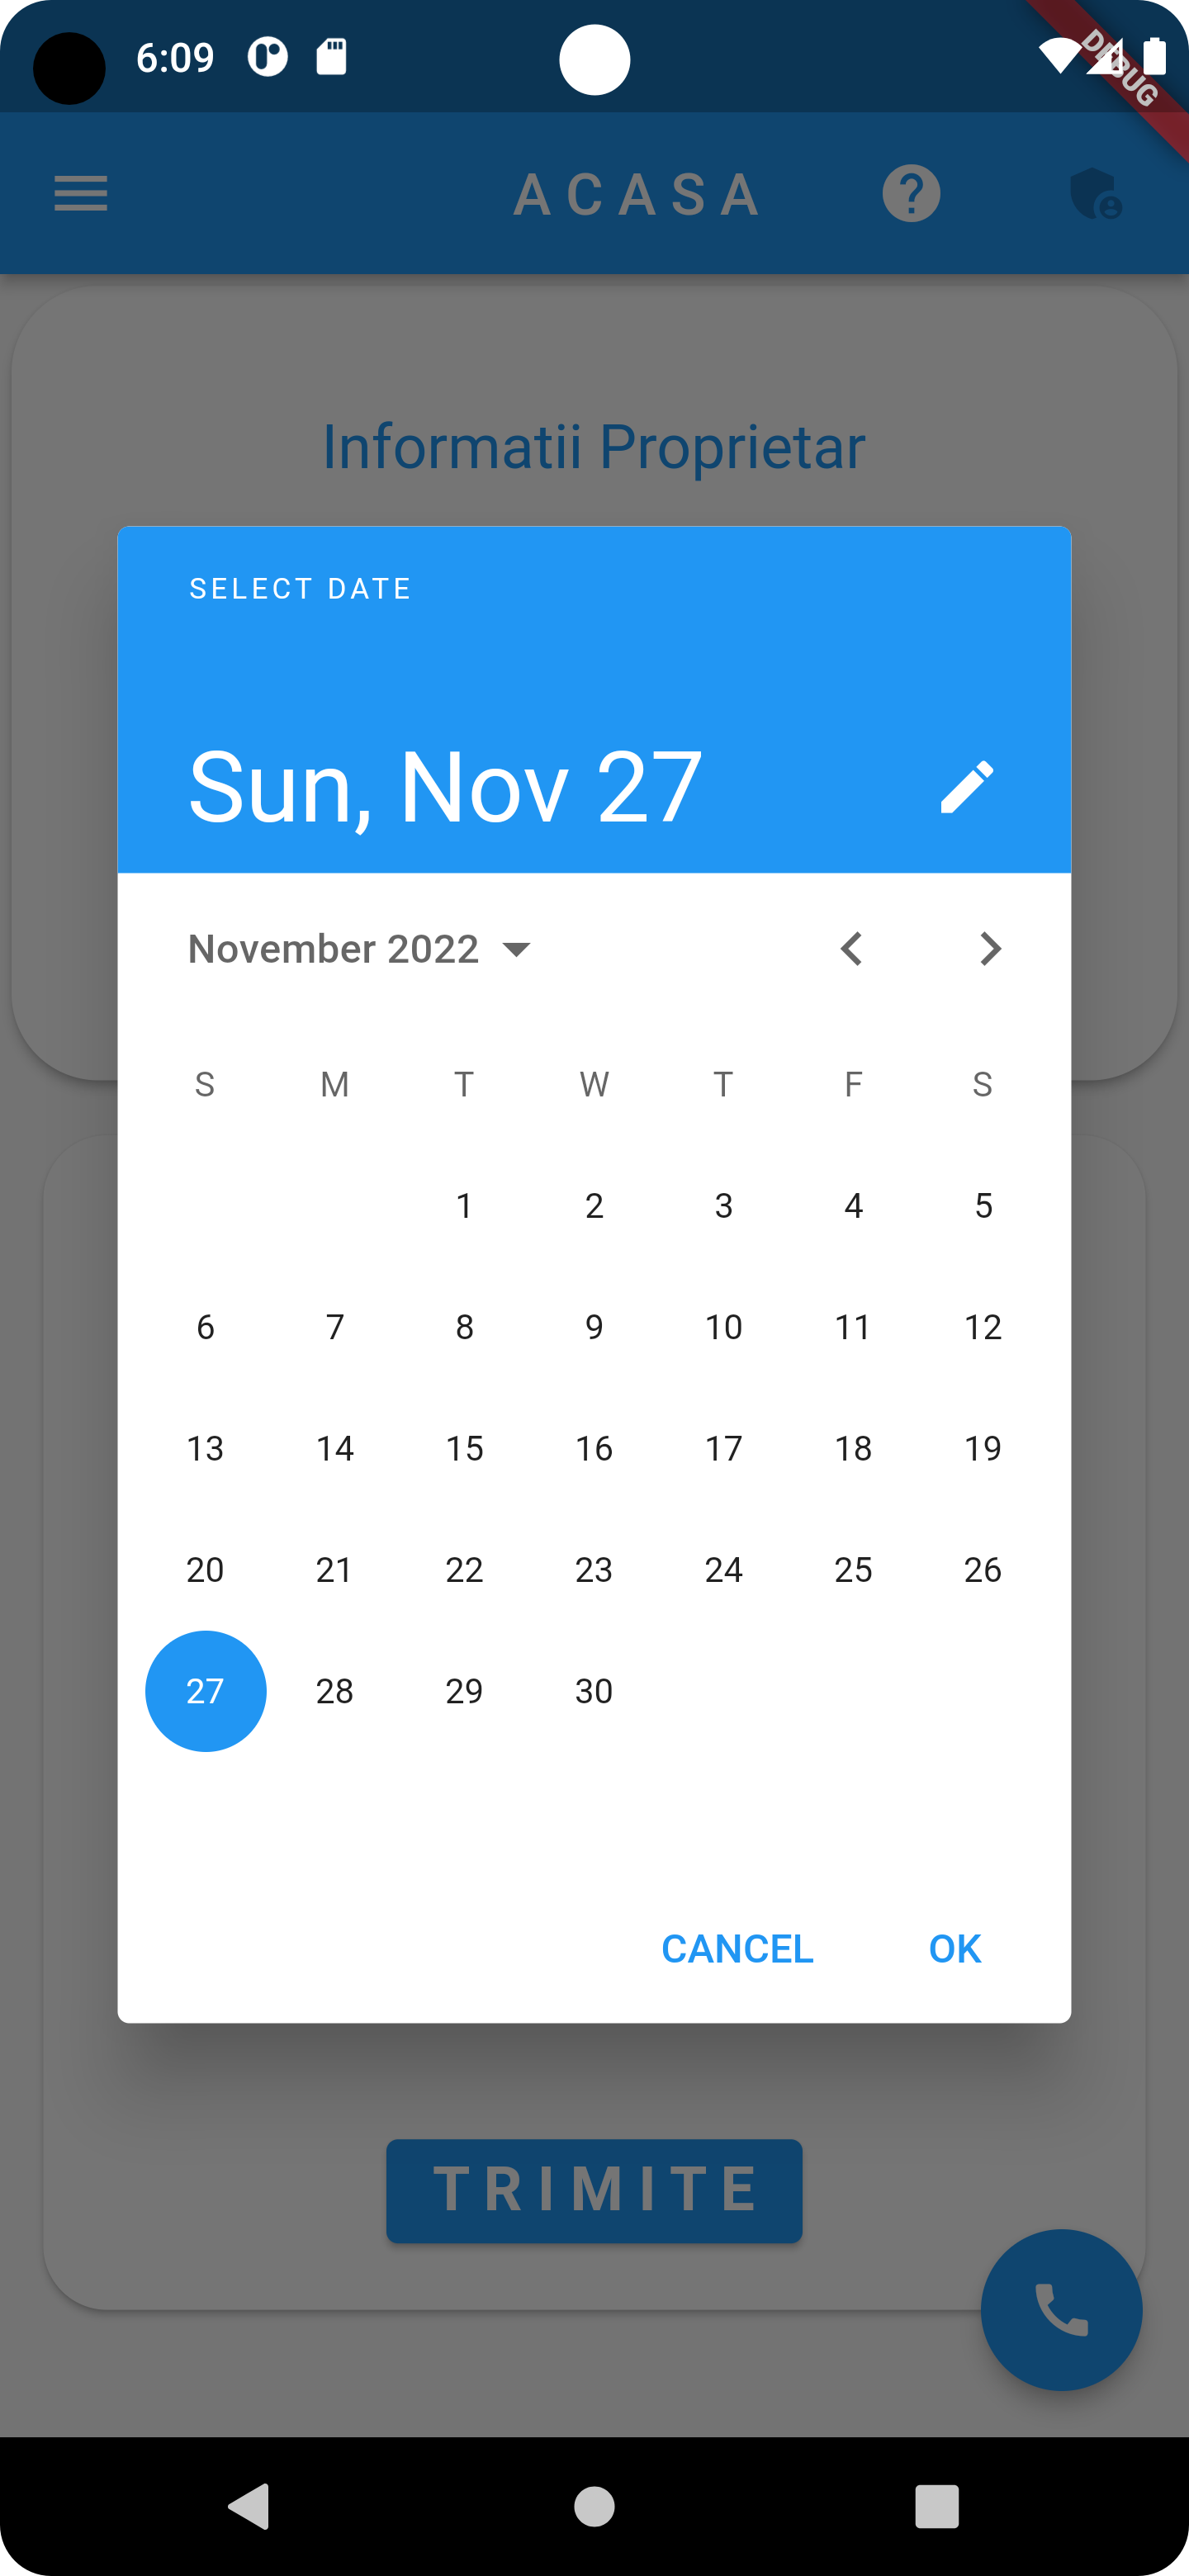 6:09
DEBUG
ACASA
Informatii Proprietar
SELECT DATE
Sun, Nov 27
November 2022
S M T W T F S
1 2 3 4 5
6 7 8 9 10 11 12
13 14 15 16 17 18 19
20 21 22 23 24 25 26
27 28 29 30
CANCEL OK
TRIMITE